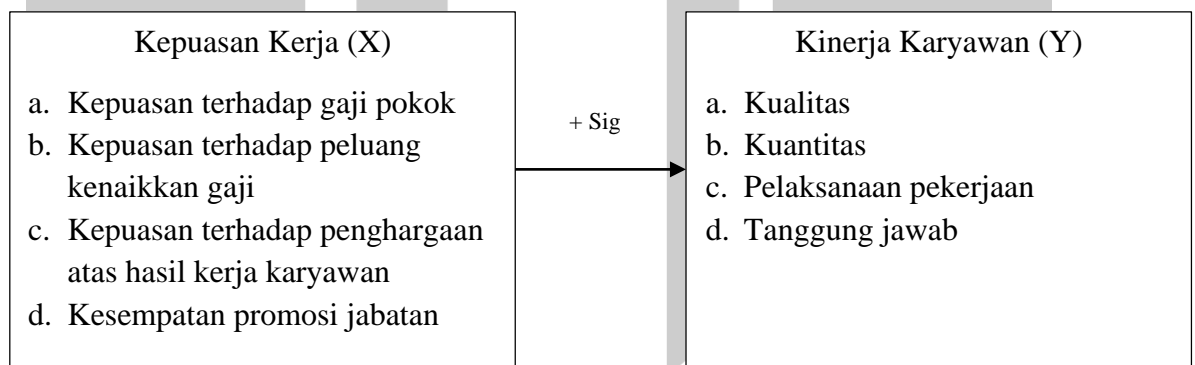 Kepuasan Kerja (X)
a. Kepuasan terhadap gaji pokok
b. Kepuasan terhadap peluang
kenaikkan gaji
c. Kepuasan terhadap penghargaan
atas hasil kerja karyawan
d. Kesempatan promosi jabatan
+ Sig
Kinerja Karyawan (Y)
a. Kualitas
b. Kuantitas
c. Pelaksanaan pekerjaan
d. Tanggung jawab